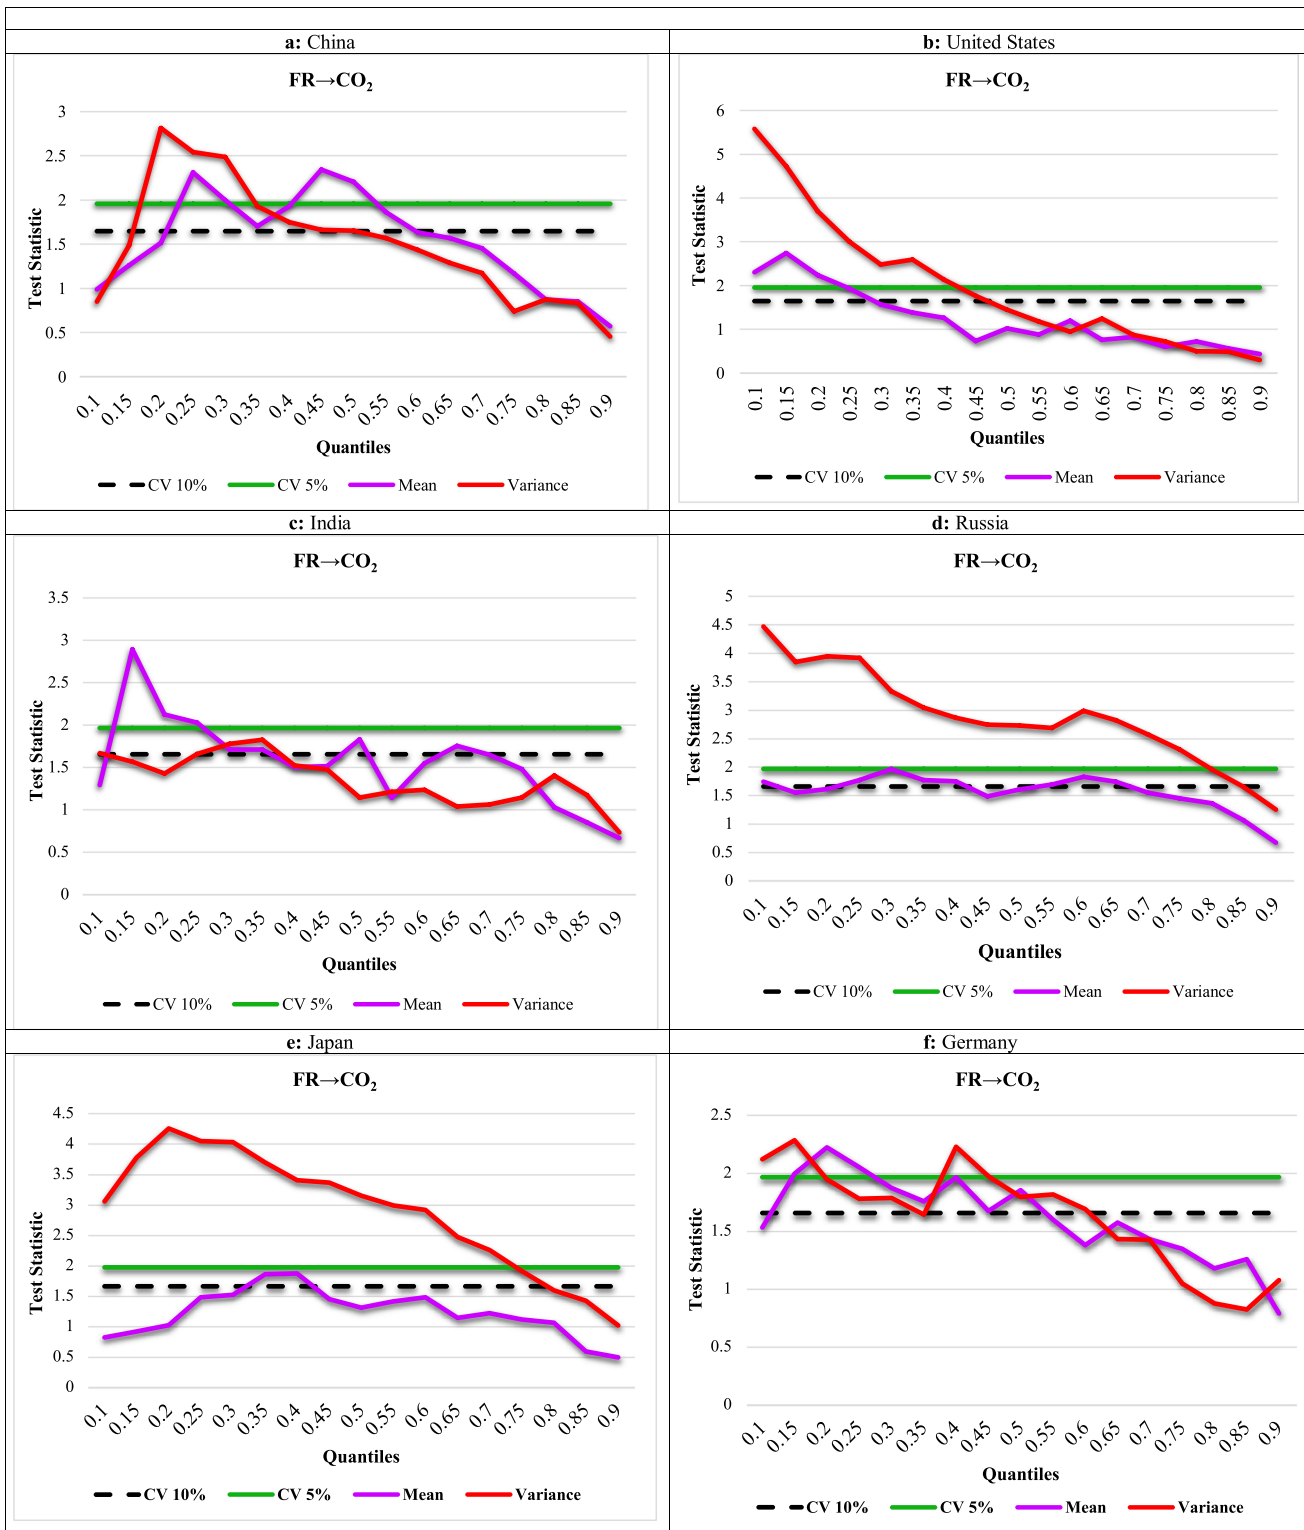 a: China
FR→CO₂
3
2.5
2
1.5
1
0.5
0
Test Statistic
0.1 0.15 0.2 0.25 0.3 0.35 0.4 0.45 0.5 0.55 0.6 0.65 0.7 0.75 0.8 0.85 0.9
Quantiles
CV 10% CV 5% Mean Variance
b: United States
FR→CO₂
6
5
4
3
2
1
0
Test Statistic
0.1 0.15 0.2 0.25 0.3 0.35 0.4 0.45 0.5 0.55 0.6 0.65 0.7 0.75 0.8 0.85 0.9
Quantiles
CV 10% CV 5% Mean Variance
c: India
FR→CO₂
3.5
3
2.5
2
1.5
1
0.5
0
Test Statistic
0.1 0.15 0.2 0.25 0.3 0.35 0.4 0.45 0.5 0.55 0.6 0.65 0.7 0.75 0.8 0.85 0.9
Quantiles
CV 10% CV 5% Mean Variance
d: Russia
FR→CO₂
5
4.5
4
3.5
3
2.5
2
1.5
1
0.5
0
Test Statistic
0.1 0.15 0.2 0.25 0.3 0.35 0.4 0.45 0.5 0.55 0.6 0.65 0.7 0.75 0.8 0.85 0.9
Quantiles
CV 10% CV 5% Mean Variance
e: Japan
FR→CO₂
4.5
4
3.5
3
2.5
2
1.5
1
0.5
0
Test Statistic
0.1 0.15 0.2 0.25 0.3 0.35 0.4 0.45 0.5 0.55 0.6 0.65 0.7 0.75 0.8 0.85 0.9
Quantiles
CV 10% CV 5% Mean Variance
f: Germany
FR→CO₂
2.5
2
1.5
1
0.5
0
Test Statistic
0.1 0.15 0.2 0.25 0.3 0.35 0.4 0.45 0.5 0.55 0.6 0.65 0.7 0.75 0.8 0.85 0.9
Quantiles
CV 10% CV 5% Mean Variance